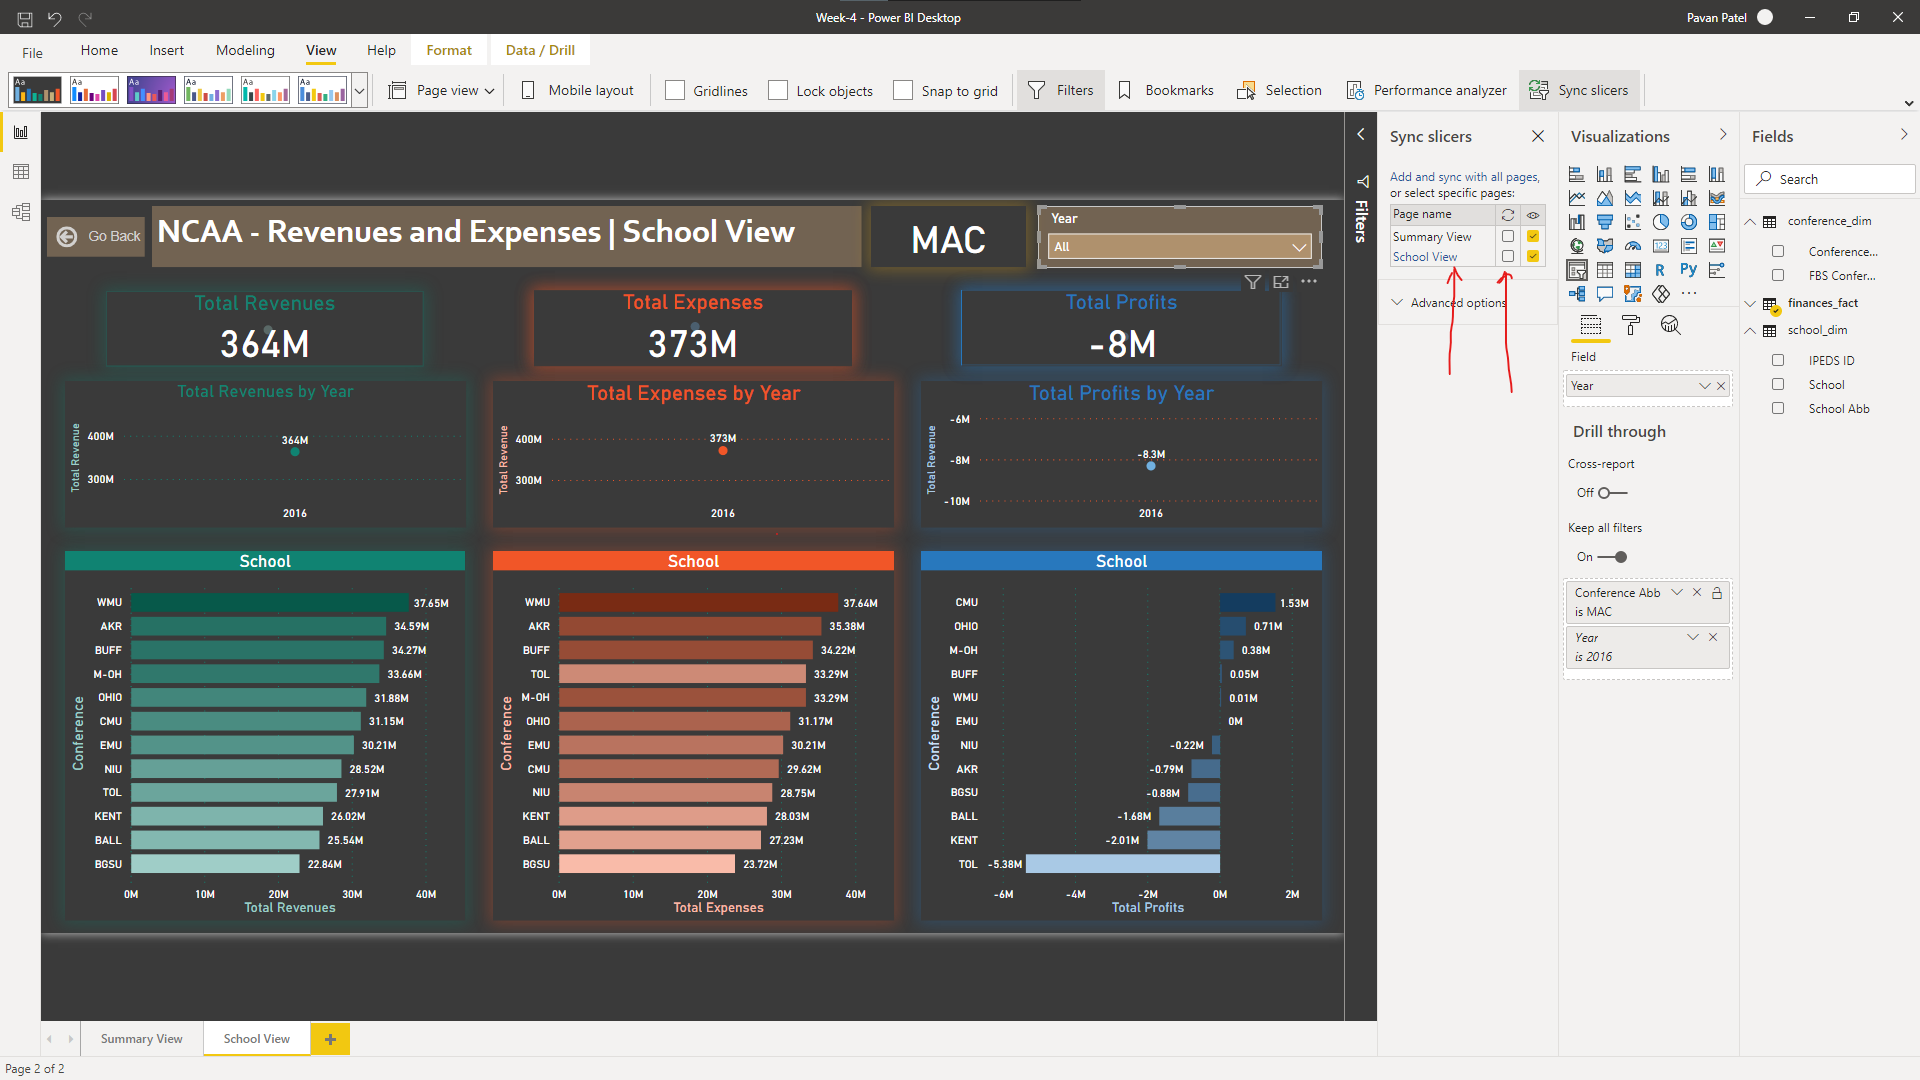 Week-4 - Power BI Desktop
Pavan Patel
File Home Insert Modeling View Help Format Data / Drill
Aa Aa Aa Aa Aa Aa
Page view Mobile layout Gridlines Lock objects Snap to grid Filters Bookmarks Selection Performance analyzer Sync slicers
Go Back
NCAA - Revenues and Expenses | School View
MAC
Year
All
Total Revenues
364M
Total Expenses
373M
Total Profits
-8M
Total Revenues by Year
Total Revenue
400M
300M
364M
2016
Total Expenses by Year
Total Revenue
400M
300M
373M
2016
Total Profits by Year
Total Revenue
-6M
-8M
-10M
-8.3M
2016
School
Conference
WMU 37.65M
AKR 34.59M
BUFF 34.27M
M-OH 33.66M
OHIO 31.88M
CMU 31.15M
EMU 30.21M
NIU 28.52M
TOL 27.91M
KENT 26.02M
BALL 25.54M
BGSU 22.84M
0M 10M 20M 30M 40M
Total Revenues
School
Conference
WMU 37.64M
AKR 35.38M
BUFF 34.22M
TOL 33.29M
M-OH 33.29M
OHIO 31.17M
EMU 30.21M
CMU 29.62M
NIU 28.75M
KENT 28.03M
BALL 27.23M
BGSU 23.72M
0M 10M 20M 30M 40M
Total Expenses
School
Conference
CMU 1.53M
OHIO 0.71M
M-OH 0.38M
BUFF 0.05M
WMU 0.01M
EMU 0M
NIU -0.22M
AKR -0.79M
BGSU -0.88M
BALL -1.68M
KENT -2.01M
TOL -5.38M
-6M -4M -2M 0M 2M
Total Profits
Filters
Sync slicers
Add and sync with all pages,
or select specific pages:
Page name
Summary View
School View
Advanced options
Visualizations
R Py
Field
Year
Drill through
Cross-report
Off
Keep all filters
On
Conference Abb
is MAC
Year
is 2016
Fields
Search
conference_dim
Conference...
FBS Confer...
finances_fact
school_dim
IPEDS ID
School
School Abb
Summary View School View
Page 2 of 2